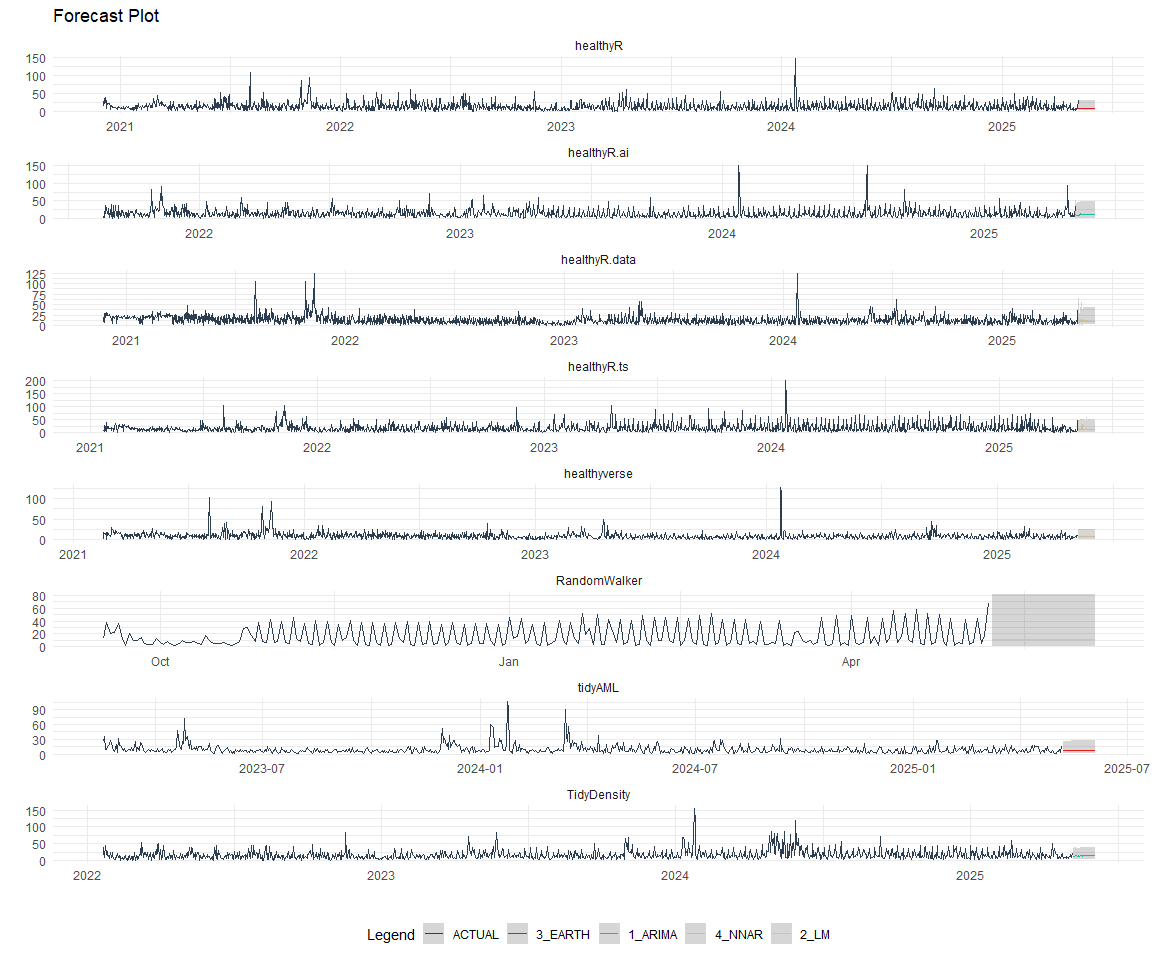 Forecast Plot
healthyR
150
100
50
0
2021 2022 2023 2024 2025
healthyR.ai
150
100
50
0
2022 2023 2024 2025
healthyR.data
125
100
75
50
25
0
2021 2022 2023 2024 2025
healthyR.ts
200
150
100
50
0
2021 2022 2023 2024 2025
healthyverse
100
50
0
2021 2022 2023 2024 2025
RandomWalker
80
60
40
20
0
Oct Jan Apr
tidyAML
90
60
30
0
2023-07 2024-01 2024-07 2025-01 2025-07
TidyDensity
150
100
50
0
2022 2023 2024 2025
Legend ACTUAL 3_EARTH 1_ARIMA 4_NNAR 2_LM